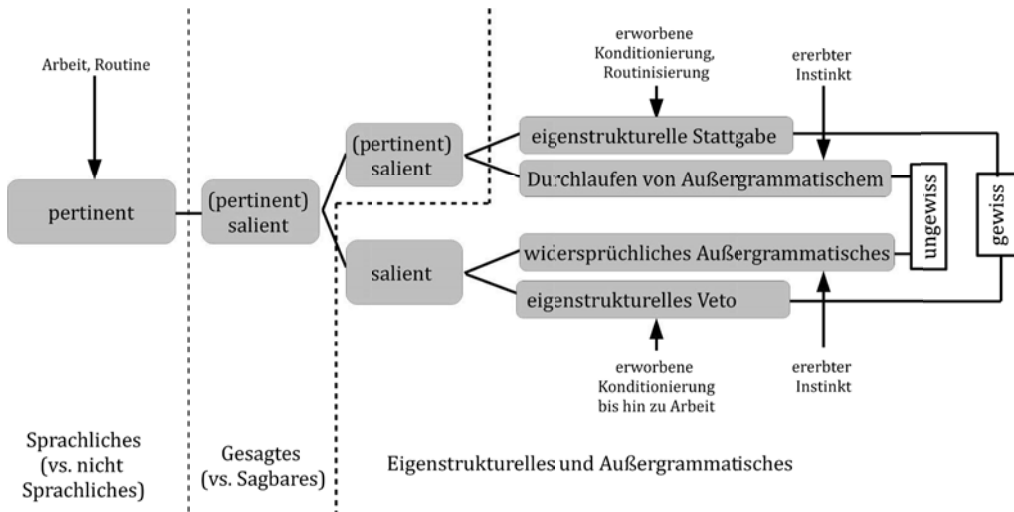 Arbeit, Routine
pertinent
(pertinent)
salient
(pertinent)
salient
salient
erworbene
Konditionierung,
Routinisierung
ererbter
Instinkt
eigenstrukturelle Stattgabe
Durchlaufen von Außergrammatischem
widersprüchliches Außergrammatisches
eigenstrukturelles Veto
ungewiss
gewiss
erworbene
Konditionierung
bis hin zu Arbeit
ererbter
Instinkt
Sprachliches
(vs. nicht
Sprachliches)
Gesagtes
(vs. Sagbares)
Eigenstrukturelles und Außergrammatisches